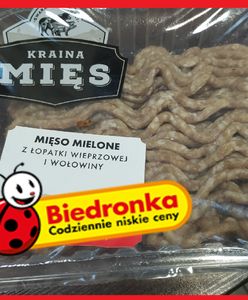 KRAINA
MIĘS
MIĘSO MIELONE
Z ŁOPATKI WIEPRZOWEJ
I WOŁOWINY
Biedronka
Codziennie niskie ceny